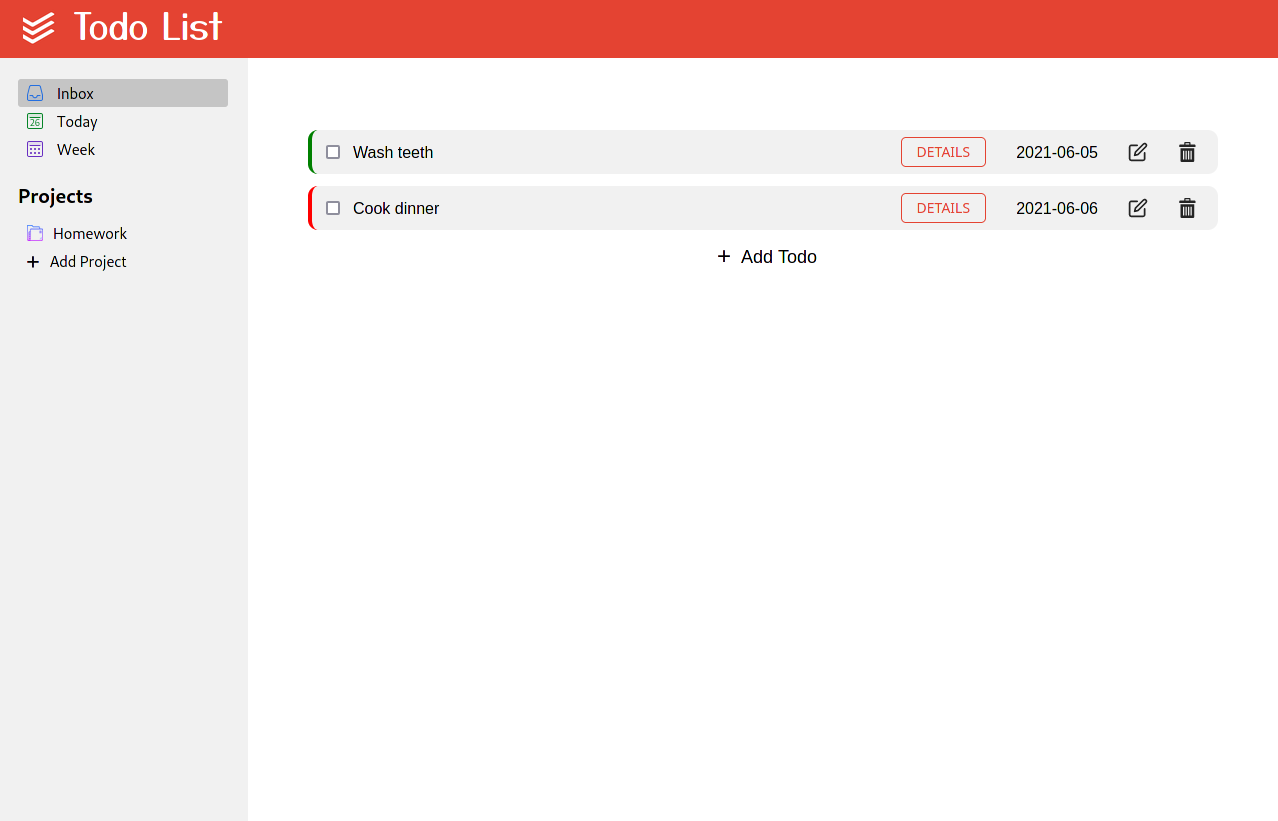 Todo List
Inbox
26 Today
Week
Projects
Homework
+ Add Project
Wash teeth DETAILS 2021-06-05
Cook dinner DETAILS 2021-06-06
+ Add Todo